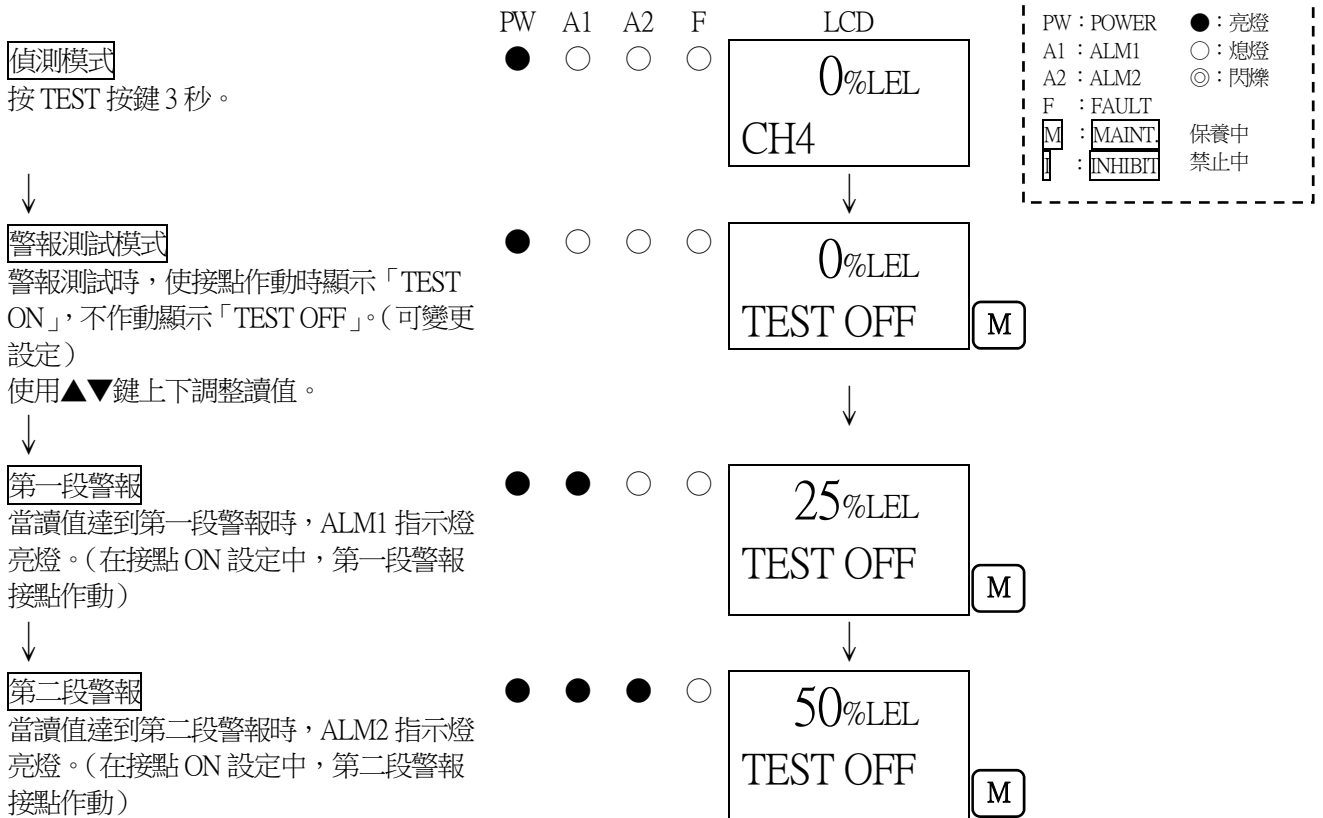 PW A1 A2 F LCD
偵測模式
● ○ ○ ○
按 TEST 按鍵 3 秒。
0%LEL
CH4
PW：POWER ●：亮燈
A1：ALM1 ○：熄燈
A2：ALM2 ◎：閃爍
F ：FAULT
M ：MAINT. 保養中
I ：INHIBIT 禁止中
↓ ↓
警報測試模式
● ○ ○ ○
警報測試時，使接點作動時顯示「TEST
ON」，不作動顯示「TEST OFF」。（可變更
設定）
使用▲▼鍵上下調整讀值。
0%LEL
TEST OFF M
↓ ↓
第一段警報
● ● ○ ○
當讀值達到第一段警報時，ALM1 指示燈
亮燈。（在接點 ON 設定中，第一段警報
接點作動）
25%LEL
TEST OFF M
↓ ↓
第二段警報
● ● ● ○
當讀值達到第二段警報時，ALM2 指示燈
亮燈。（在接點 ON 設定中，第二段警報
接點作動）
50%LEL
TEST OFF M